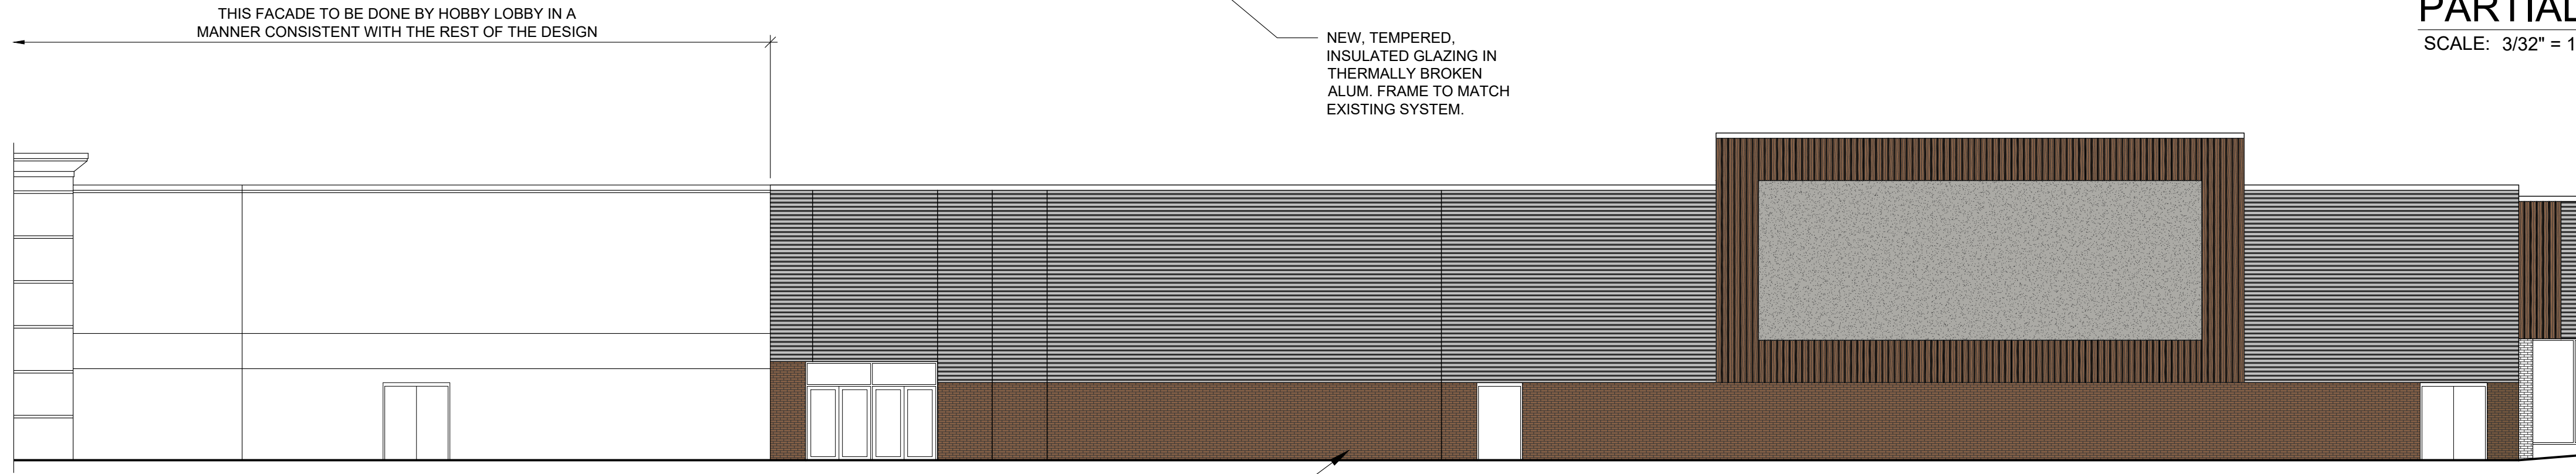 THIS FACADE TO BE DONE BY HOBBY LOBBY IN A
MANNER CONSISTENT WITH THE REST OF THE DESIGN
NEW, TEMPERED,
INSULATED GLAZING IN
THERMALLY BROKEN
ALUM. FRAME TO MATCH
EXISTING SYSTEM.
PARTIAL
SCALE: 3/32" = 1